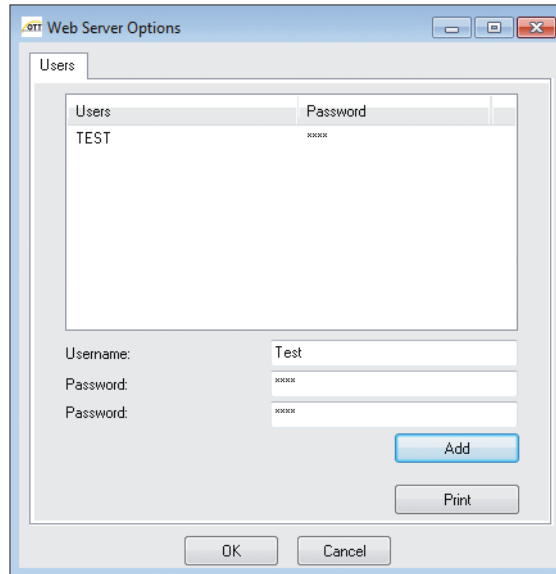 OTT Web Server Options
Users
Users Password
TEST ****
Username: Test
Password: ****
Password: ****
Add
Print
OK Cancel